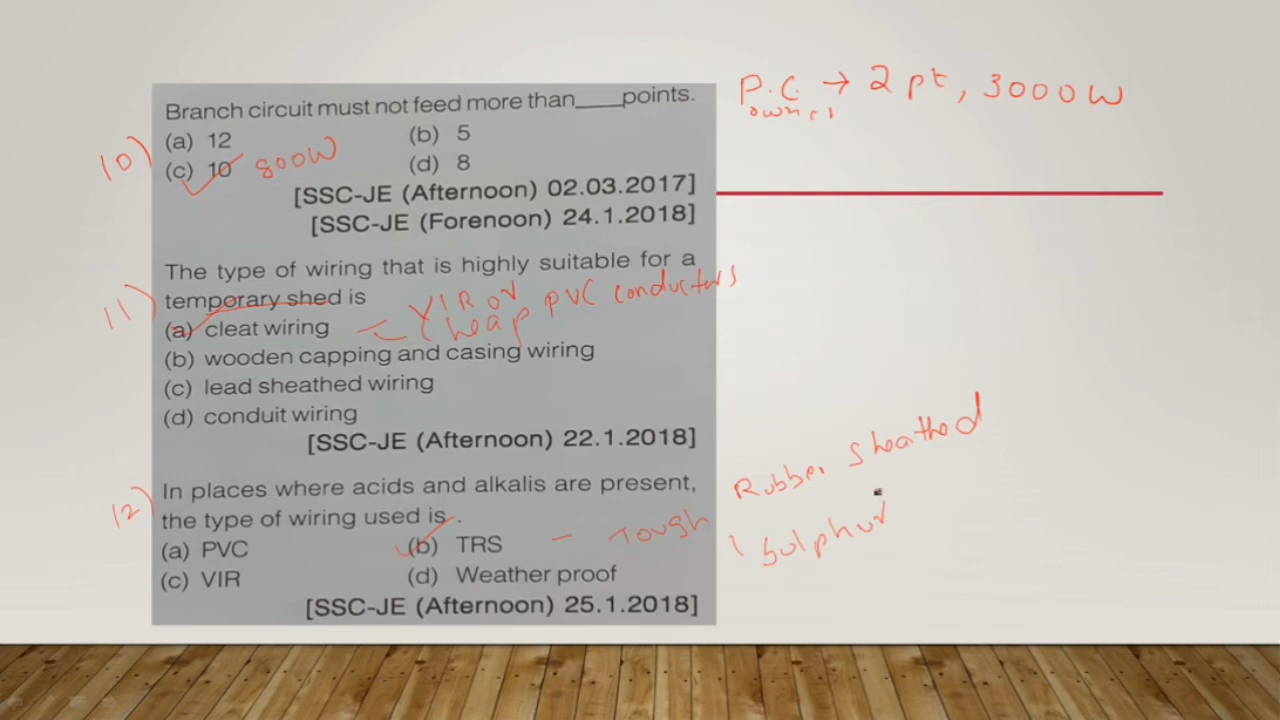 P.C. → 2 pt, 3000W
Branch circuit must not feed more than____points.
10) (a) 12 (b) 5
(c) 10 800W (d) 8
[SSC-JE (Afternoon) 02.03.2017]
[SSC-JE (Forenoon) 24.1.2018]
The type of wiring that is highly suitable for a
11) temporary shed is
(a) cleat wiring VIR or cheap PVC conductors
(b) wooden capping and casing wiring
(c) lead sheathed wiring
(d) conduit wiring
[SSC-JE (Afternoon) 22.1.2018]
12) In places where acids and alkalis are present,
the type of wiring used is .
(a) PVC (b) TRS – Tough Rubber Sheathed
Sulphur
(c) VIR (d) Weather proof
[SSC-JE (Afternoon) 25.1.2018]